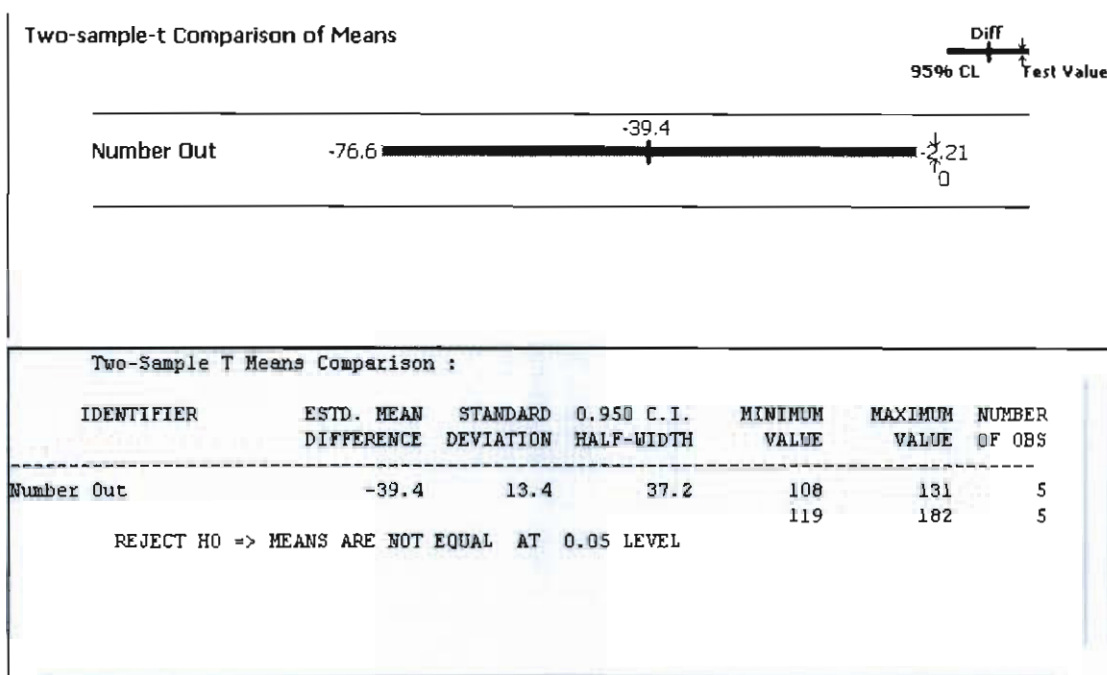 Two-sample-t Comparison of Means
Diff
95% CL Test Value
-39.4
Number Out -76.6 -2.21
0
Two-Sample T Means Comparison :
IDENTIFIER ESTD. MEAN STANDARD 0.950 C.I. MINIMUM MAXIMUM NUMBER
DIFFERENCE DEVIATION HALF-WIDTH VALUE VALUE OF OBS
Number Out -39.4 13.4 37.2 108 131 5
119 182 5
REJECT H0 => MEANS ARE NOT EQUAL AT 0.05 LEVEL